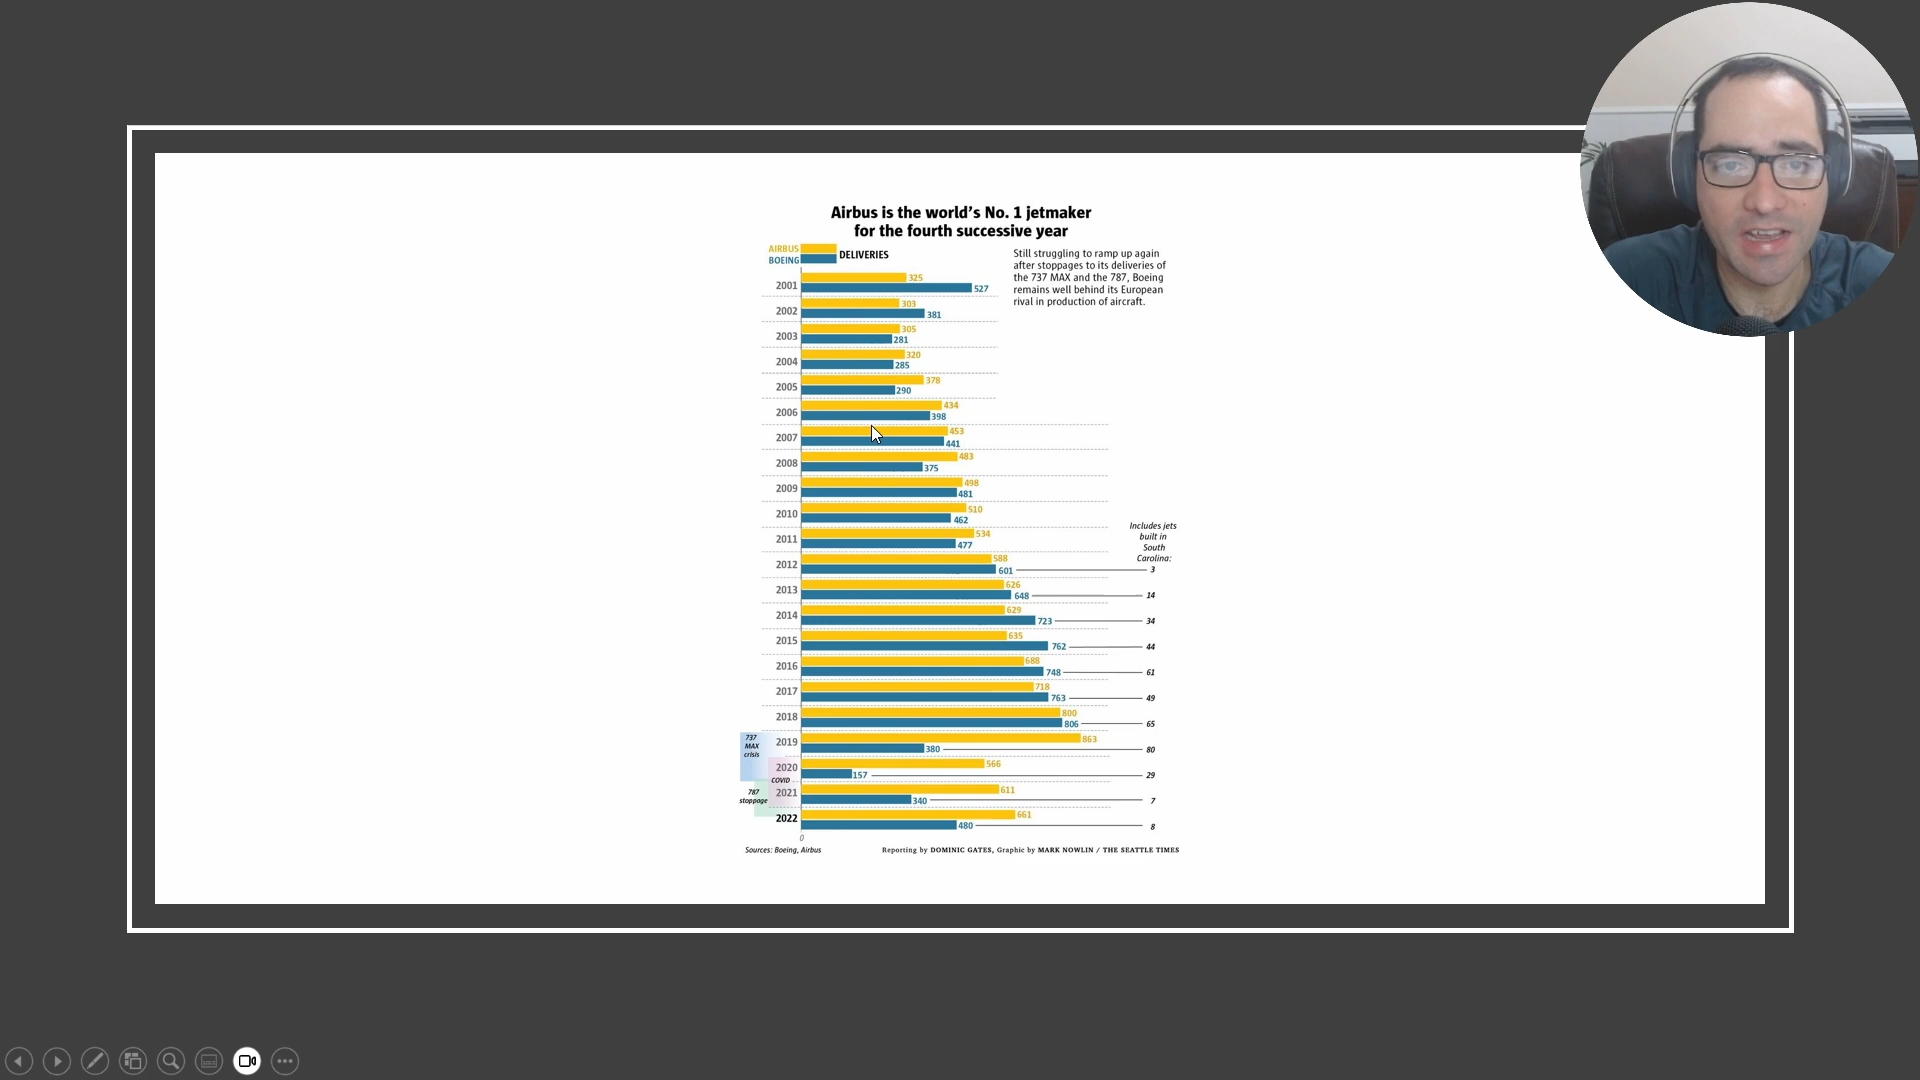 Airbus is the world's No. 1 jetmaker
for the fourth successive year
AIRBUS
BOEING
DELIVERIES
Still struggling to ramp up again
after stoppages to its deliveries of
the 737 MAX and the 787, Boeing
remains well behind its European
rival in production of aircraft.
2001 325
527
2002 303
381
2003 305
281
2004 320
285
2005 378
290
2006 434
398
2007 453
441
2008 483
375
2009 498
481
2010 510
462
2011 534
477
Includes jets
built in
South
Carolina:
2012 588
601 3
2013 626
648 14
2014 629
723 34
2015 635
762 44
2016 688
748 61
2017 718
763 49
2018 800
806 65
737
MAX
crisis
2019 863
380 80
2020 566
157 29
COVID
787
stoppage
2021 611
340 7
2022 661
480 8
0
Sources: Boeing, Airbus
Reporting by DOMINIC GATES, Graphic by MARK NOWLIN / THE SEATTLE TIMES